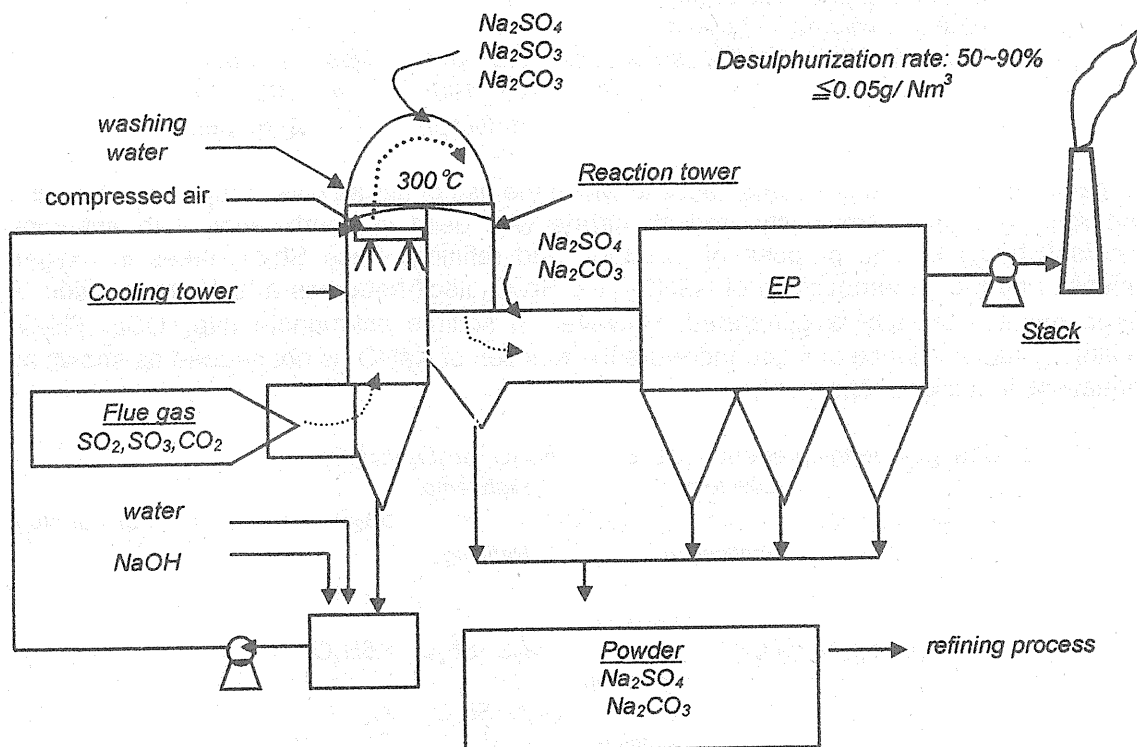 Na₂SO₄
Na₂SO₃
Na₂CO₃
Desulphurization rate: 50~90%
≦0.05g/ Nm³
washing
water
compressed air
300℃
Reaction tower
Na₂SO₄
Na₂CO₃
Cooling tower
EP
Stack
Flue gas
SO₂,SO₃,CO₂
water
NaOH
Powder
Na₂SO₄
Na₂CO₃
refining process